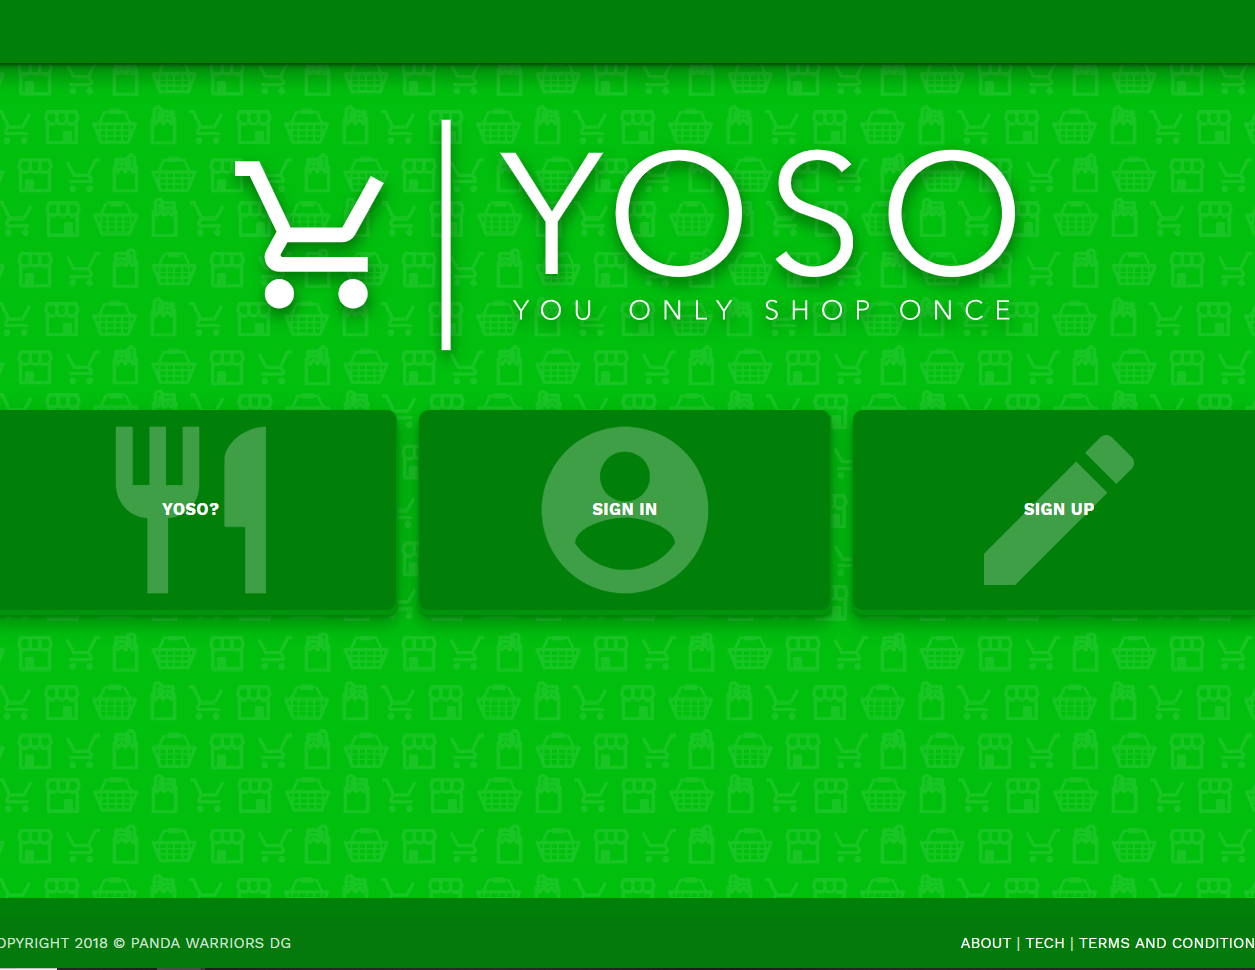 YOSO
YOU ONLY SHOP ONCE
YOSO?
SIGN IN
SIGN UP
OPYRIGHT 2018 © PANDA WARRIORS DG
ABOUT | TECH | TERMS AND CONDITION